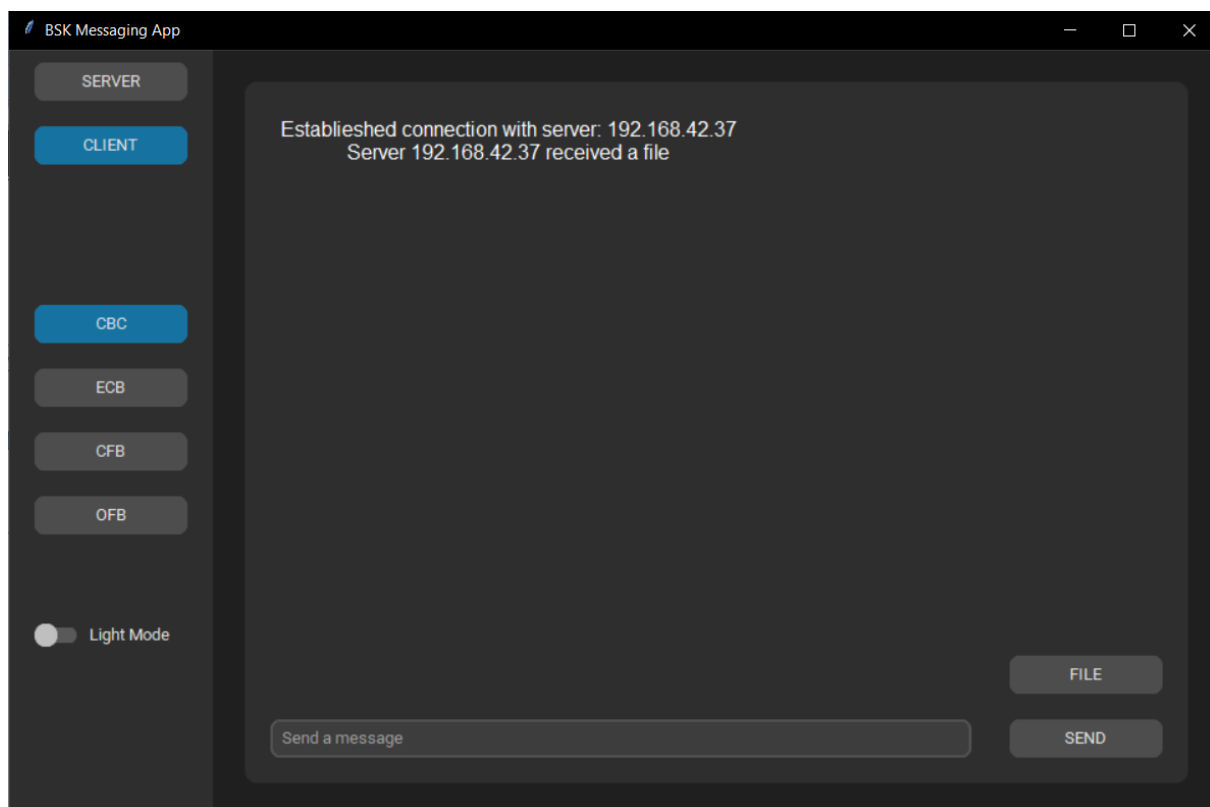 BSK Messaging App
SERVER
CLIENT
CBC
ECB
CFB
OFB
Light Mode
Establieshed connection with server: 192.168.42.37
Server 192.168.42.37 received a file
FILE
Send a message
SEND